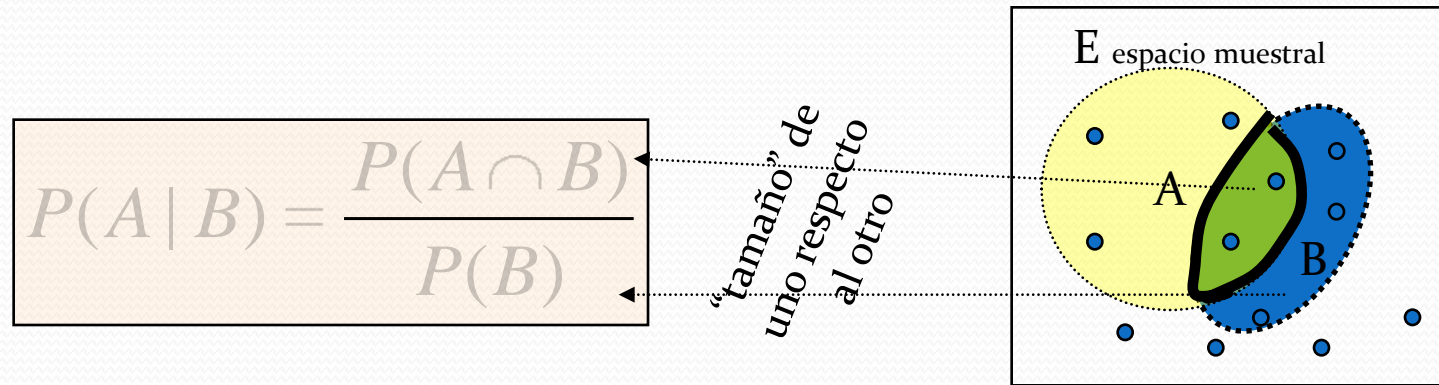 P(A | B) = P(A ∩ B) / P(B)
“tamaño” de
uno respecto
al otro
E espacio muestral
A
B